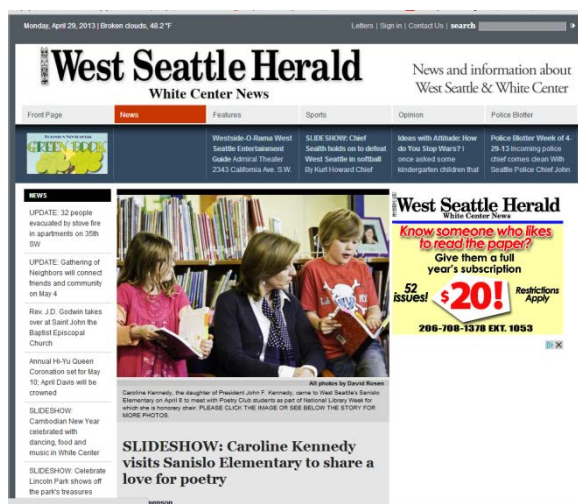 Monday, April 29, 2013 | Broken clouds, 48.2 °F
Letters | Sign in | Contact Us | search
West Seattle Herald
White Center News
News and information about
West Seattle & White Center
Front Page
News
Features
Sports
Opinion
Police Blotter
GREEN BOOK
Westside-O-Rama West
Seattle Entertainment
Guide Admiral Theater
2343 California Ave. S.W.
SLIDESHOW: Chief
Sealth holds on to defeat
West Seattle in softball
By Kurt Howard Chief
Ideas with Attitude: How
do You Stop Wars? I
once asked some
kindergarten children that
Police Blotter Week of 4-
29-13 Incoming police
chief comes clean With
Seattle Police Chief John
NEWS
UPDATE: 32 people
evacuated by stove fire
in apartments on 35th
SW
UPDATE: Gathering of
Neighbors will connect
friends and community
on May 4
Rev. J.D. Godwin takes
over at Saint John the
Baptist Episcopal
Church
Annual Hi-Yu Queen
Coronation set for May
10; April Davis will be
crowned
SLIDESHOW:
Cambodian New Year
celebrated with
dancing, food and
music in White Center
SLIDESHOW: Celebrate
Lincoln Park shows off
the park's treasures
All photos by David Rosen
Caroline Kennedy, the daughter of President John F. Kennedy, came to West Seattle's Sanislo
Elementary on April 8 to meet with Poetry Club students as part of National Library Week for
which she is honorary chair. PLEASE CLICK THE IMAGE OR SEE BELOW THE STORY FOR
MORE PHOTOS.
SLIDESHOW: Caroline Kennedy
visits Sanislo Elementary to share a
love for poetry
West Seattle Herald
White Center News
Know someone who likes
to read the paper?
Give them a full
year's subscription
52
issues!
$20!
Restrictions
Apply
206-708-1378 EXT. 1053